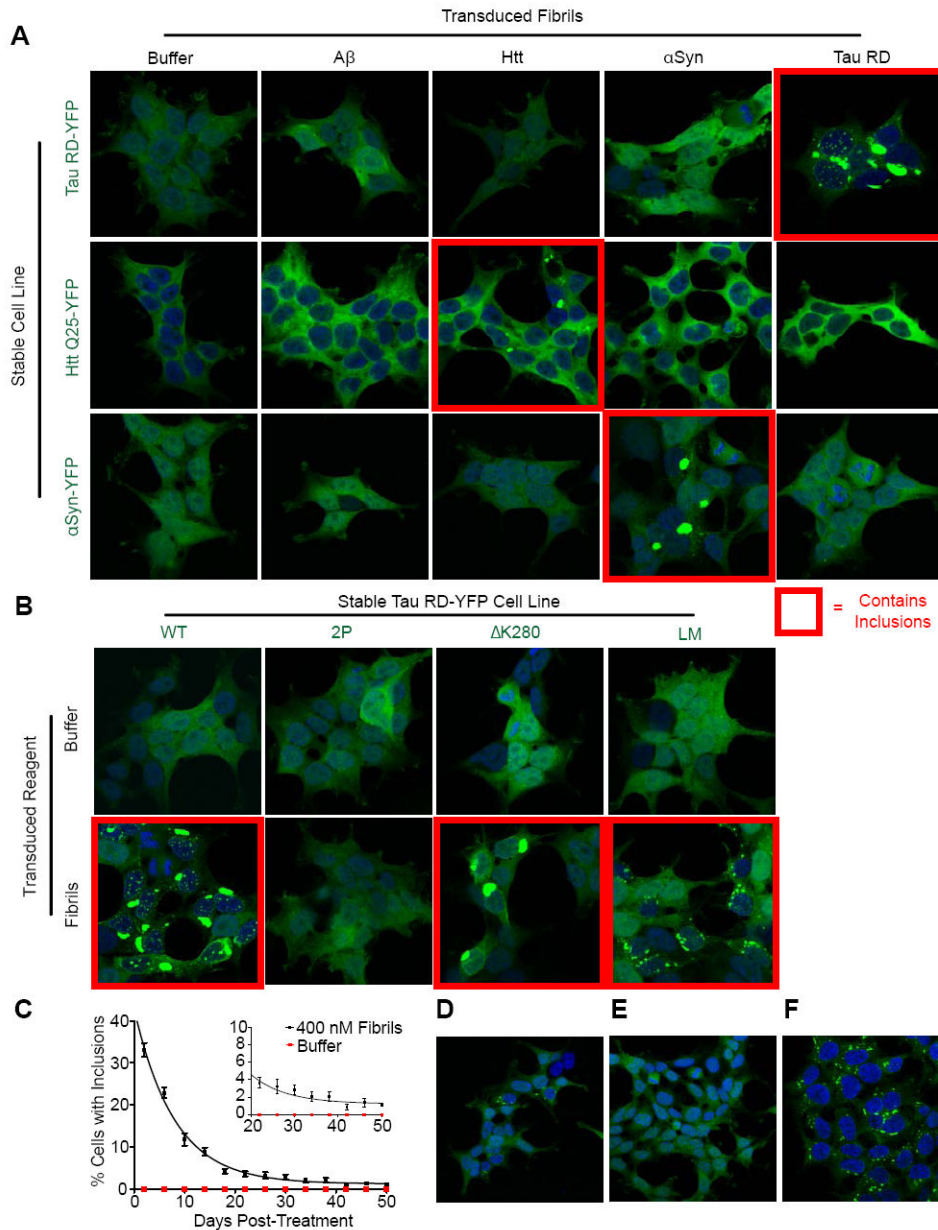 Transduced Fibrils
A
Buffer Aβ Htt αSyn Tau RD
Stable Cell Line
Tau RD-YFP
Htt Q25-YFP
αSyn-YFP
= Contains
Inclusions
B
Stable Tau RD-YFP Cell Line
WT 2P ΔK280 LM
Transduced Reagent
Buffer
Fibrils
C
% Cells with Inclusions
40
30
20
10
0
0 10 20 30 40 50
Days Post-Treatment
10
8
6
4
2
0
20 30 40 50
400 nM Fibrils
Buffer
D E F